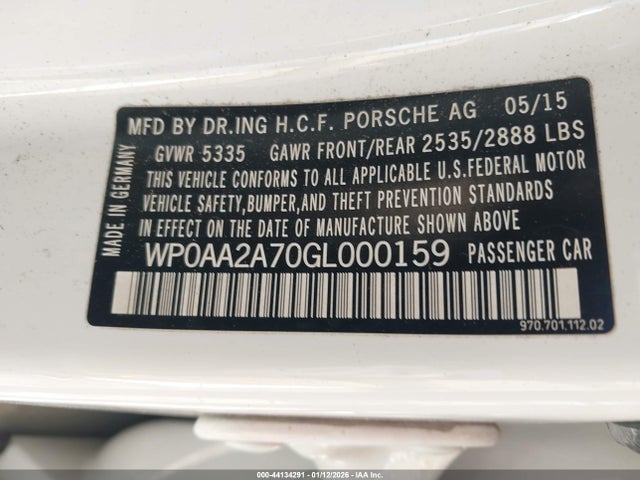 MFD BY DR.ING H.C.F. PORSCHE AG 05/15
GVWR 5335 GAWR FRONT/REAR 2535/2888 LBS
THIS VEHICLE CONFORMS TO ALL APPLICABLE U.S.FEDERAL MOTOR
VEHICLE SAFETY,BUMPER,AND THEFT PREVENTION STANDARDS
IN EFFECT ON THE DATE OF MANUFACTURE SHOWN ABOVE
WP0AA2A70GL000159 PASSENGER CAR
MADE IN GERMANY
970.701.112.02
000-44134291 - 01/12/2026 - IAA Inc.